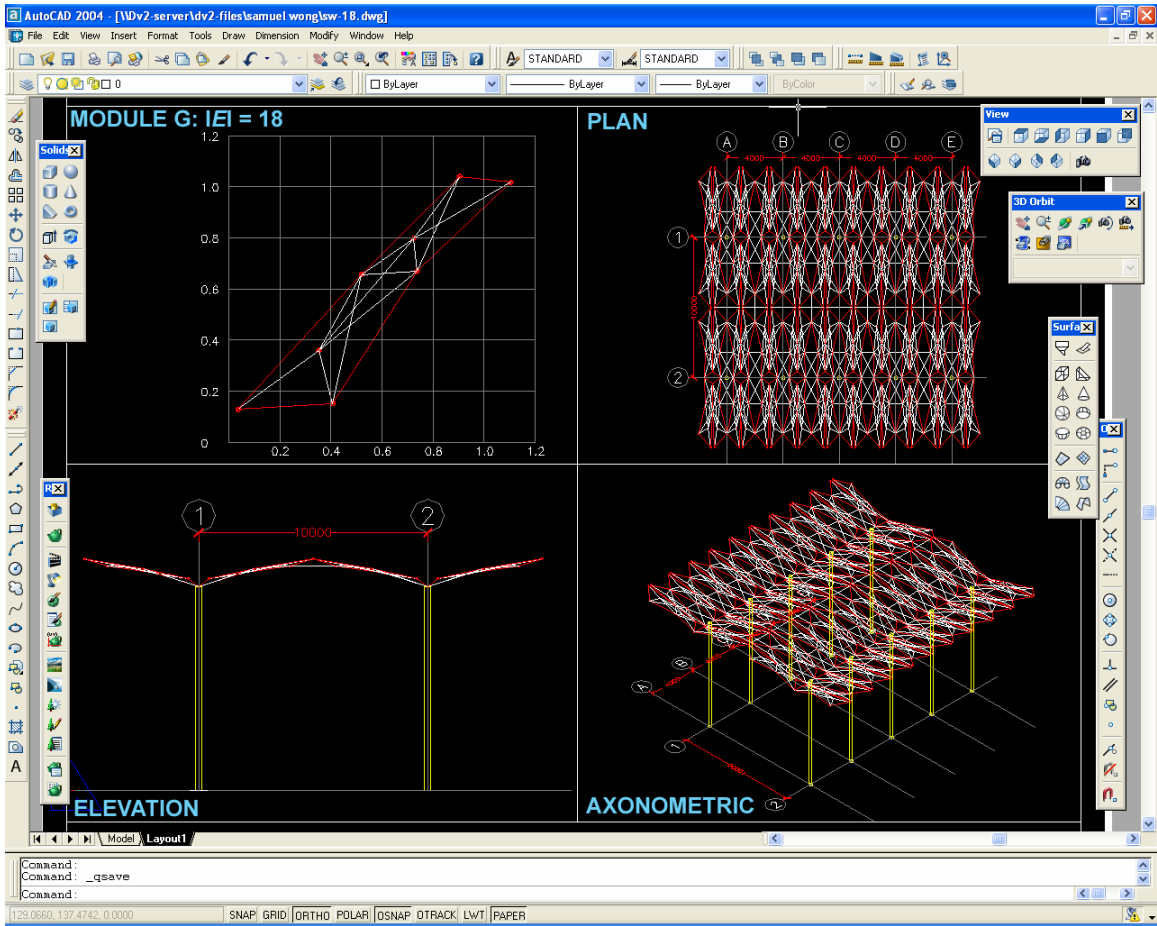 AutoCAD 2004 - [\\Dv2-server\dv2-files\samuel wong\sw-18.dwg]
File Edit View Insert Format Tools Draw Dimension Modify Window Help
STANDARD STANDARD
0 ByLayer ByLayer ByLayer ByColor
MODULE G: IEI = 18
1.2
1.0
0.8
0.6
0.4
0.2
0
0.2 0.4 0.6 0.8 1.0 1.2
Solids
PLAN
A B C D E
4000 4000 4000 4000
1
10000
2
View
3D Orbit
Surfa
R
1 2
10000
ELEVATION
A
B
1
2
AXONOMETRIC
Model Layout1
Command:
Command: _qsave
Command:
129.0660, 137.4742, 0.0000 SNAP GRID ORTHO POLAR OSNAP OTRACK LWT PAPER